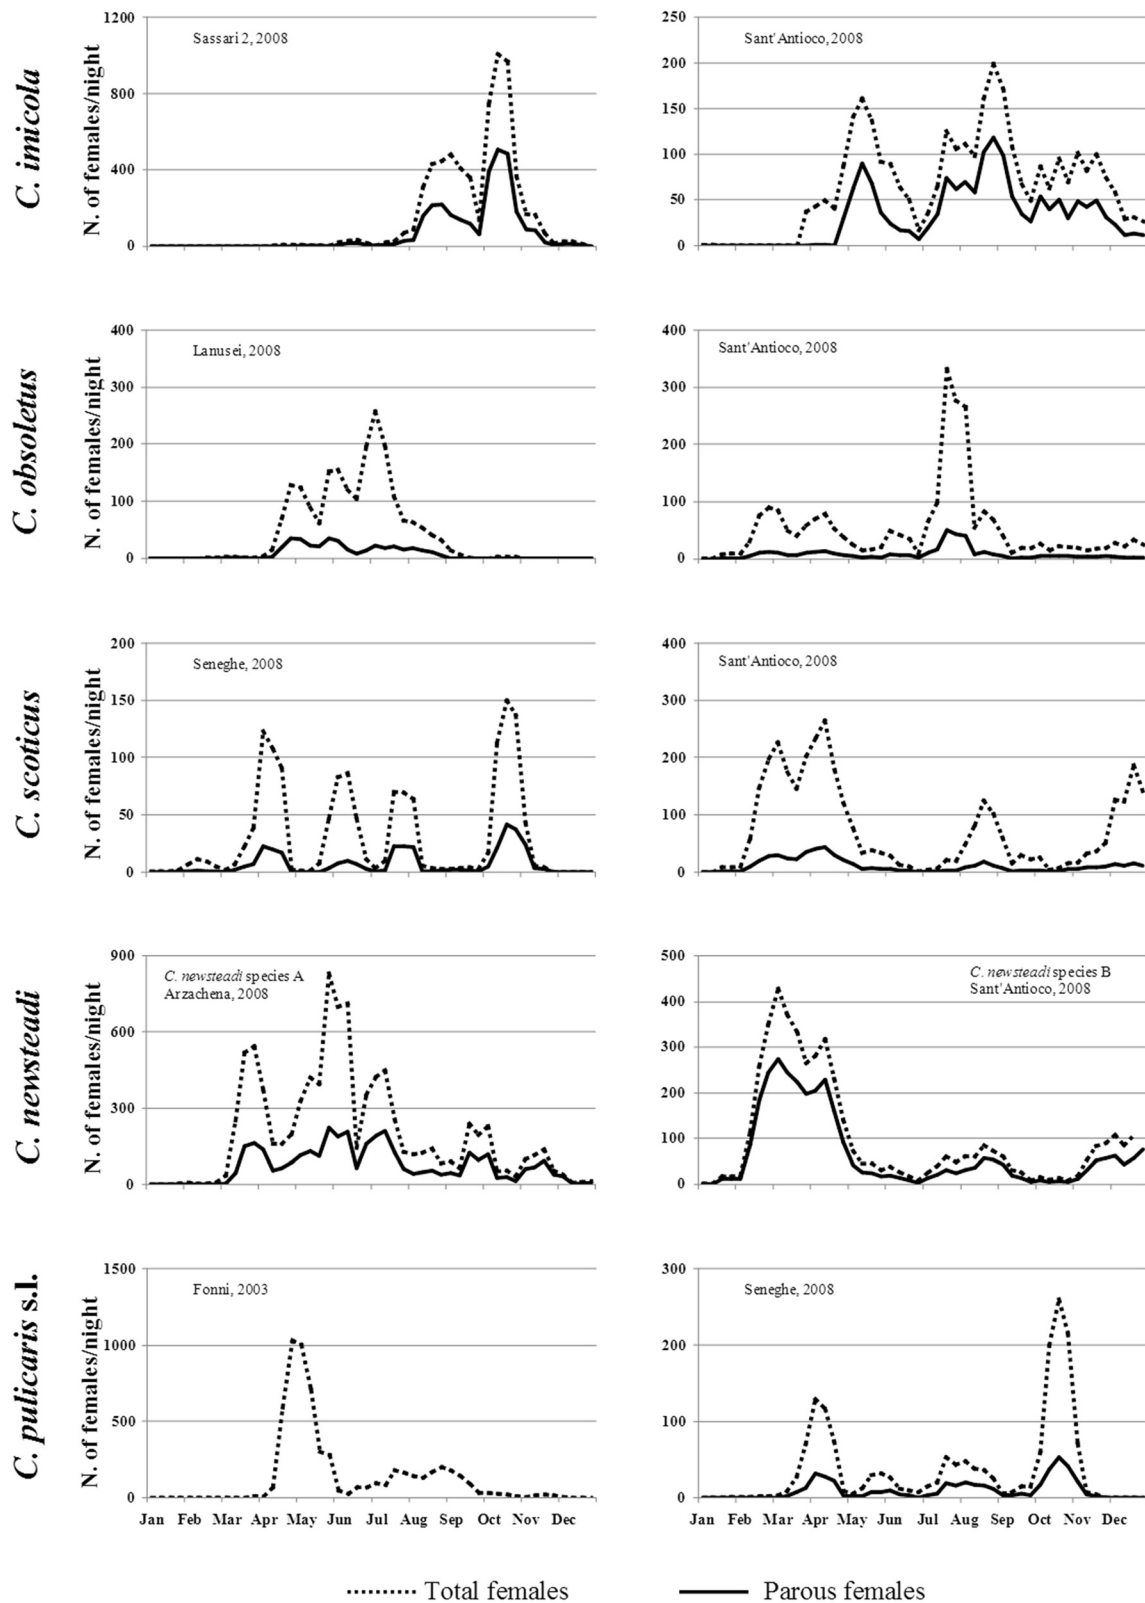 C. imicola
N. of females/night
1200
800
400
0
Sassari 2, 2008
250
200
150
100
50
0
Sant'Antioco, 2008
C. obsoletus
N. of females/night
400
300
200
100
0
Lanusei, 2008
400
300
200
100
0
Sant'Antioco, 2008
C. scoticus
N. of females/night
200
150
100
50
0
Seneghe, 2008
400
300
200
100
0
Sant'Antioco, 2008
C. newsteadi
N. of females/night
900
600
300
0
C. newsteadi species A
Arzachena, 2008
500
400
300
200
100
0
C. newsteadi species B
Sant'Antioco, 2008
C. pulicaris s.l.
N. of females/night
1500
1000
500
0
Fonni, 2003
Jan Feb Mar Apr May Jun Jul Aug Sep Oct Nov Dec
300
200
100
0
Seneghe, 2008
Jan Feb Mar Apr May Jun Jul Aug Sep Oct Nov Dec
Total females
Parous females